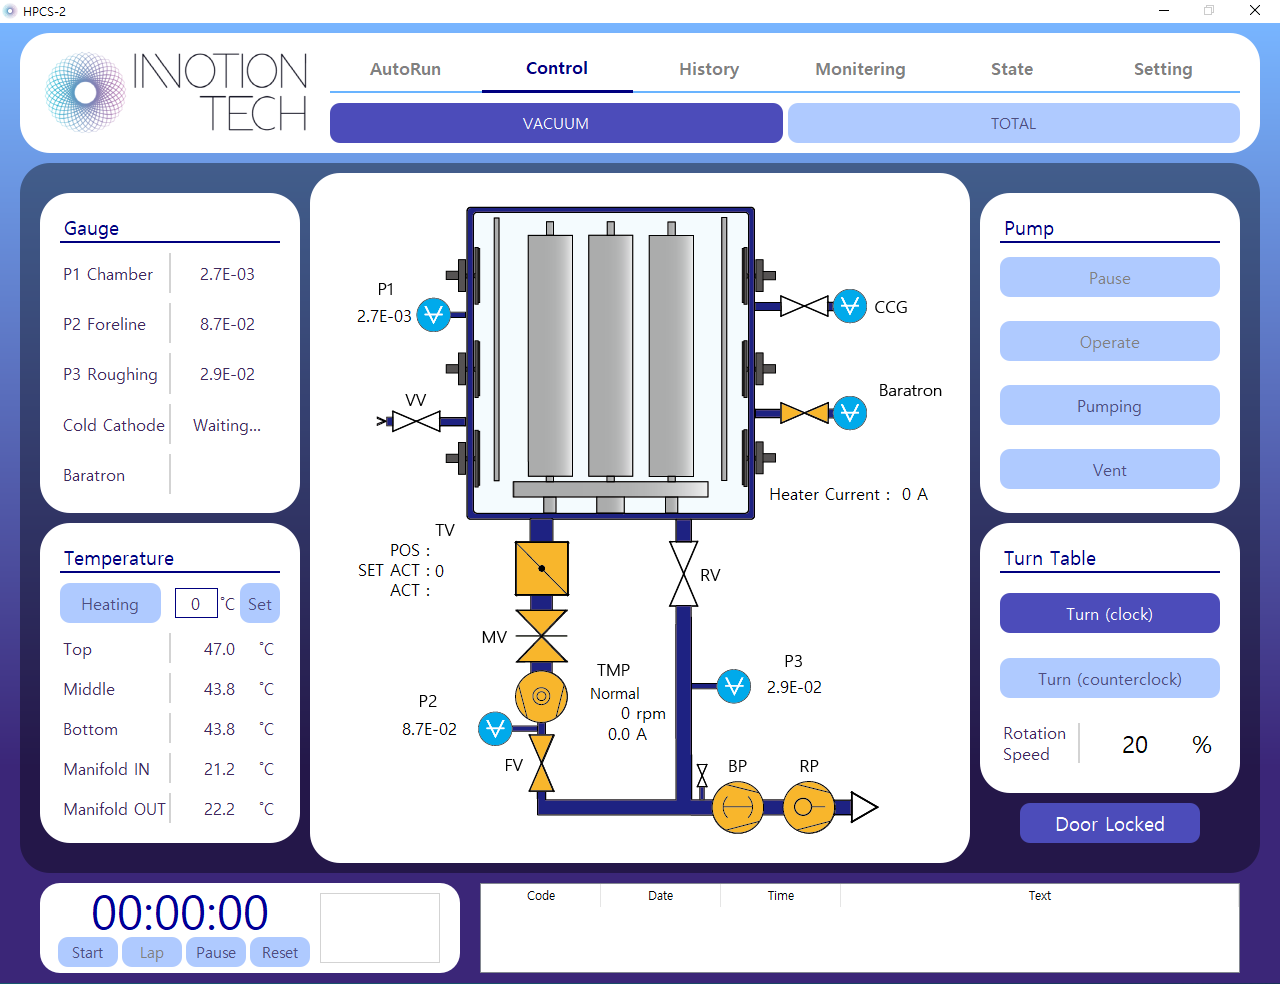 HPCS-2
INNOTION
TECH
AutoRun
Control
History
Monitering
State
Setting
VACUUM
TOTAL
Gauge
P1 Chamber 2.7E-03
P2 Foreline 8.7E-02
P3 Roughing 2.9E-02
Cold Cathode Waiting...
Baratron
Temperature
Heating 0 ˚C Set
Top 47.0 ˚C
Middle 43.8 ˚C
Bottom 43.8 ˚C
Manifold IN 21.2 ˚C
Manifold OUT 22.2 ˚C
P1
2.7E-03
CCG
VV
Baratron
Heater Current : 0 A
TV
POS :
SET ACT : 0
ACT :
RV
MV
TMP
Normal
0 rpm
0.0 A
P3
2.9E-02
P2
8.7E-02
FV
BP
RP
Pump
Pause
Operate
Pumping
Vent
Turn Table
Turn (clock)
Turn (counterclock)
Rotation
Speed
20 %
Door Locked
00:00:00
Start
Lap
Pause
Reset
Code
Date
Time
Text